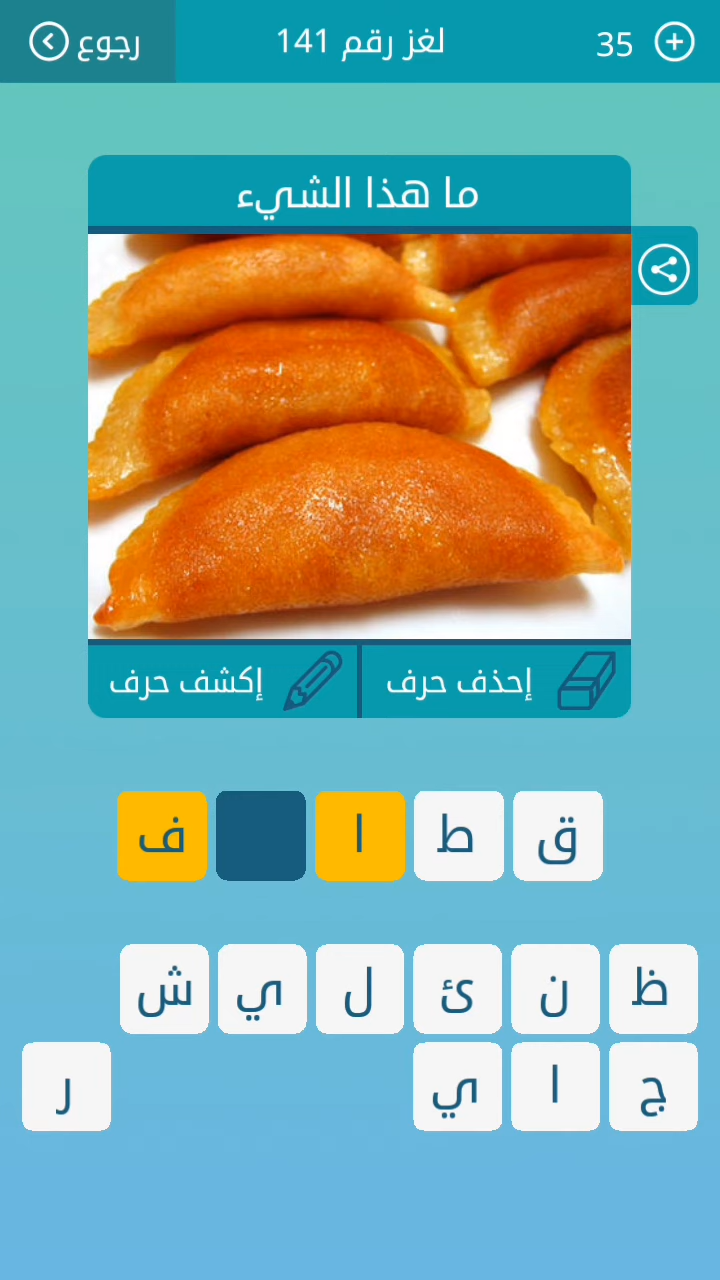 رجوع لغز رقم 141 35
ما هذا الشيء
إحذف حرف إكشف حرف
ق ط ا ف
ظ ن ئ ل ي ش
ج ا ي ر